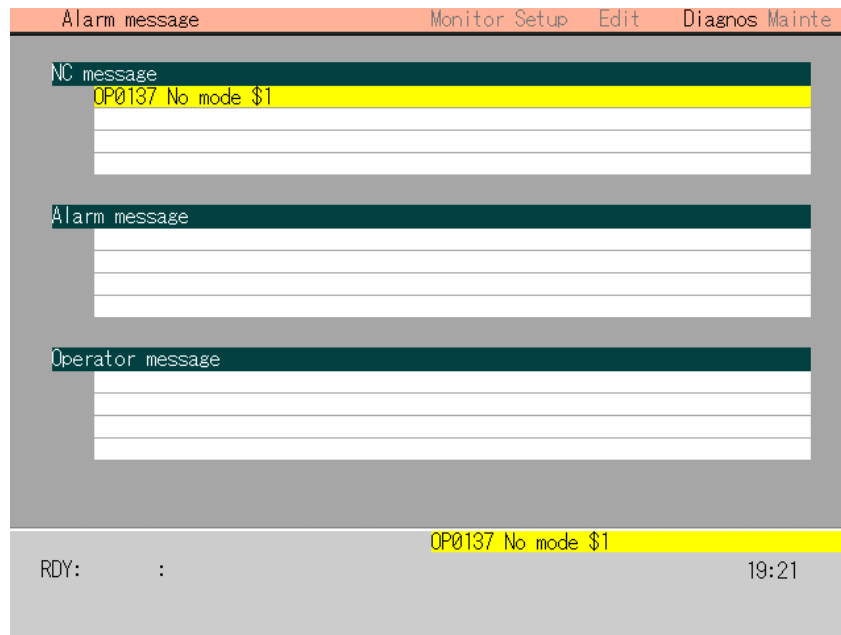 Alarm message Monitor Setup Edit Diagnos Mainte
NC message
OP0137 No mode $1
Alarm message
Operator message
OP0137 No mode $1
RDY: : 19:21